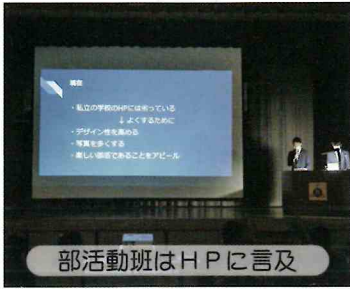 現在
・私立の学校のHPには劣っている
↓ よくするために
・デザイン性を高める
・写真を多くする
・楽しい部活であることをアピール
部活動班はＨＰに言及